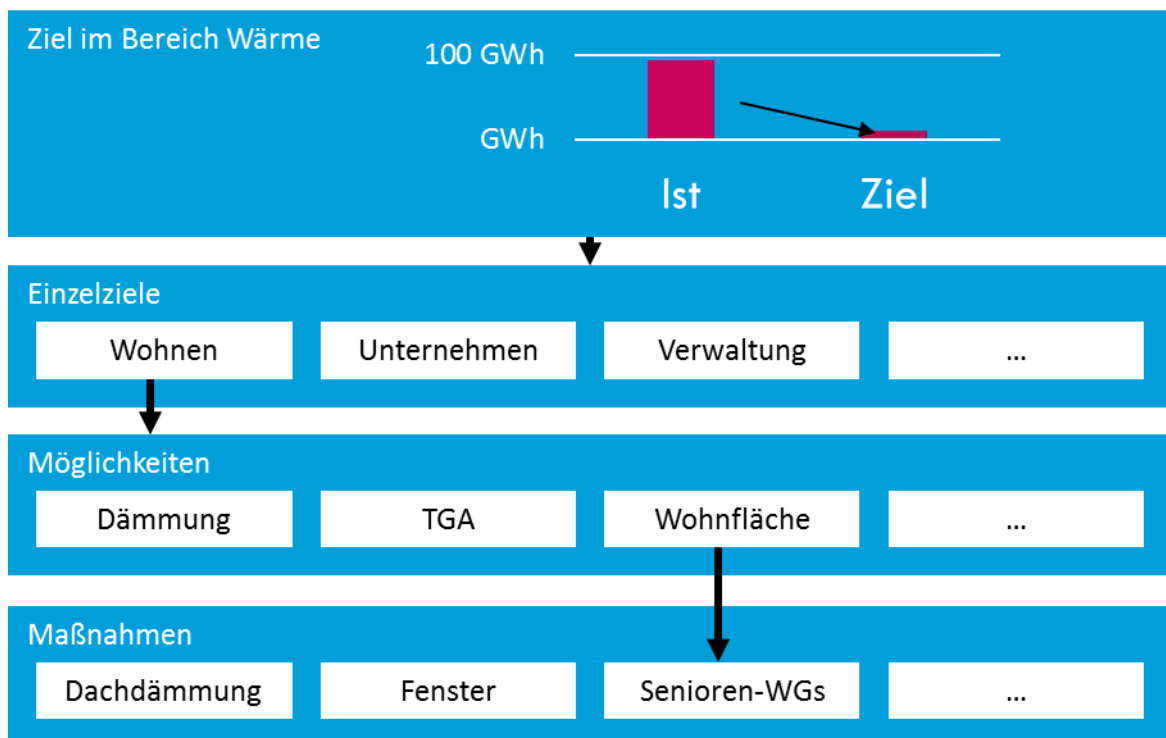 Ziel im Bereich Wärme
100 GWh
GWh
Ist Ziel
Einzelziele
Wohnen Unternehmen Verwaltung ...
Möglichkeiten
Dämmung TGA Wohnfläche ...
Maßnahmen
Dachdämmung Fenster Senioren-WGs ...